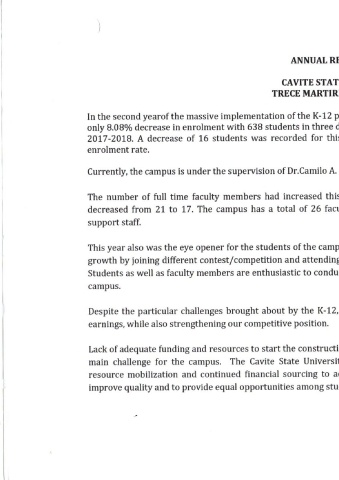 ANNUAL RE
CAVITE STAT
TRECE MARTIR
In the second yearof the massive implementation of the K-12 p
only 8.08% decrease in enrolment with 638 students in three d
2017-2018. A decrease of 16 students was recorded for this
enrolment rate.
Currently, the campus is under the supervision of Dr.Camilo A.
The number of full time faculty members had increased this
decreased from 21 to 17. The campus has a total of 26 facu
support staff.
This year also was the eye opener for the students of the camp
growth by joining different contest/competition and attending
Students as well as faculty members are enthusiastic to condu
campus.
Despite the particular challenges brought about by the K-12,
earnings, while also strengthening our competitive position.
Lack of adequate funding and resources to start the constructi
main challenge for the campus. The Cavite State Universit
resource mobilization and continued financial sourcing to a
improve quality and to provide equal opportunities among stu